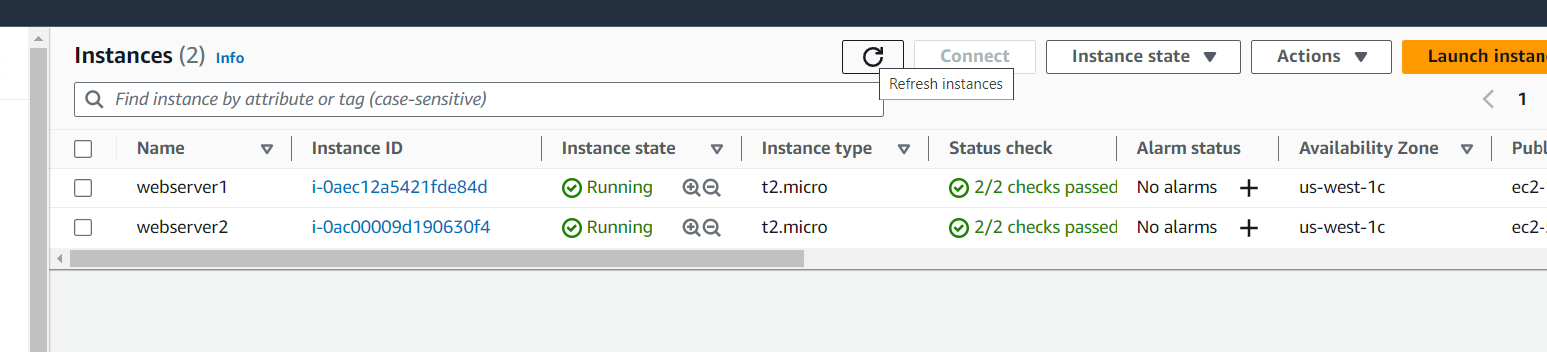 Instances (2) Info
Connect Instance state Actions Launch instan
Refresh instances
Find instance by attribute or tag (case-sensitive)
1
Name Instance ID Instance state Instance type Status check Alarm status Availability Zone Publ
webserver1 i-0aec12a5421fde84d Running t2.micro 2/2 checks passed No alarms us-west-1c ec2-
webserver2 i-0ac00009d190630f4 Running t2.micro 2/2 checks passed No alarms us-west-1c ec2-